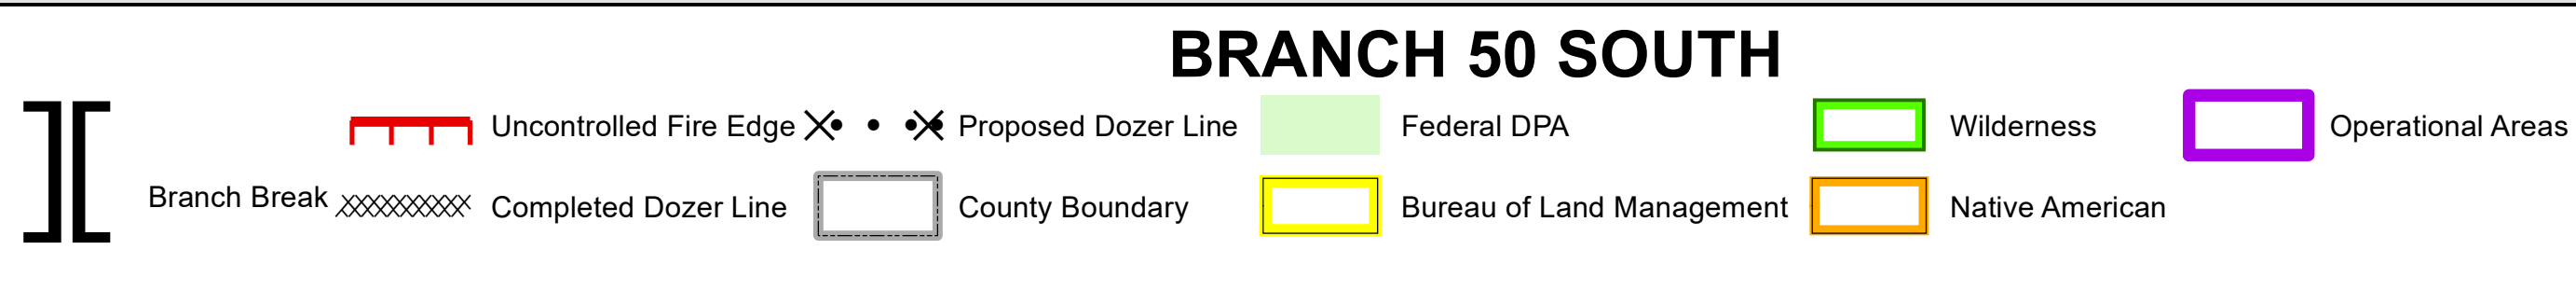 BRANCH 50 SOUTH
Uncontrolled Fire Edge Proposed Dozer Line Federal DPA Wilderness Operational Areas
Branch Break Completed Dozer Line County Boundary Bureau of Land Management Native American